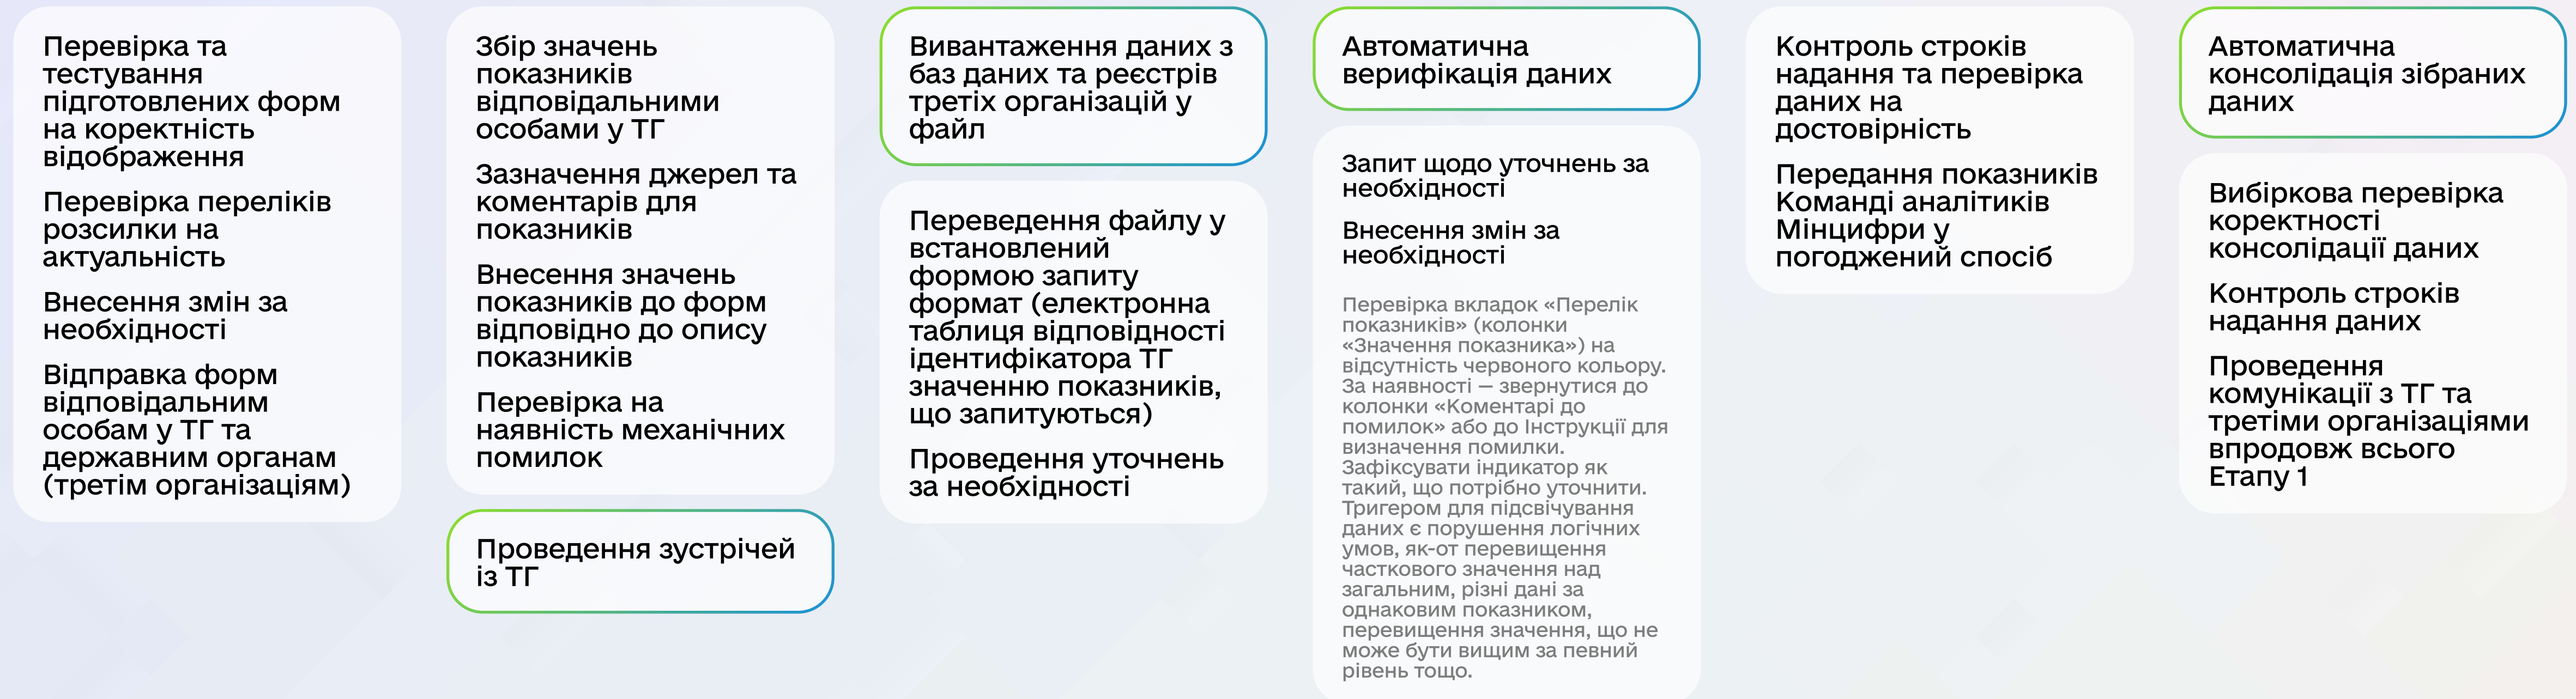 Перевірка та
тестування
підготовлених форм
на коректність
відображення
Перевірка переліків
розсилки на
актуальність
Внесення змін за
необхідності
Відправка форм
відповідальним
особам у ТГ та
державним органам
(третім організаціям)
Збір значень
показників
відповідальними
особами у ТГ
Зазначення джерел та
коментарів для
показників
Внесення значень
показників до форм
відповідно до опису
показників
Перевірка на
наявність механічних
помилок
Проведення зустрічей
із ТГ
Вивантаження даних з
баз даних та реєстрів
третіх організацій у
файл
Переведення файлу у
встановлений
формою запиту
формат (електронна
таблиця відповідності
ідентифікатора ТГ
значенню показників,
що запитуються)
Проведення уточнень
за необхідності
Автоматична
верифікація даних
Запит щодо уточнень за
необхідності
Внесення змін за
необхідності
Перевірка вкладок «Перелік
показників» (колонки
«Значення показника») на
відсутність червоного кольору.
За наявності — звернутися до
колонки «Коментарі до
помилок» або до Інструкції для
визначення помилки.
Зафіксувати індикатор як
такий, що потрібно уточнити.
Тригером для підсвічування
даних є порушення логічних
умов, як-от перевищення
часткового значення над
загальним, різні дані за
однаковим показником,
перевищення значення, що не
може бути вищим за певний
рівень тощо.
Контроль строків
надання та перевірка
даних на
достовірність
Передання показників
Команді аналітиків
Мінцифри у
погоджений спосіб
Автоматична
консолідація зібраних
даних
Вибіркова перевірка
коректності
консолідації даних
Контроль строків
надання даних
Проведення
комунікації з ТГ та
третіми організаціями
впродовж всього
Етапу 1